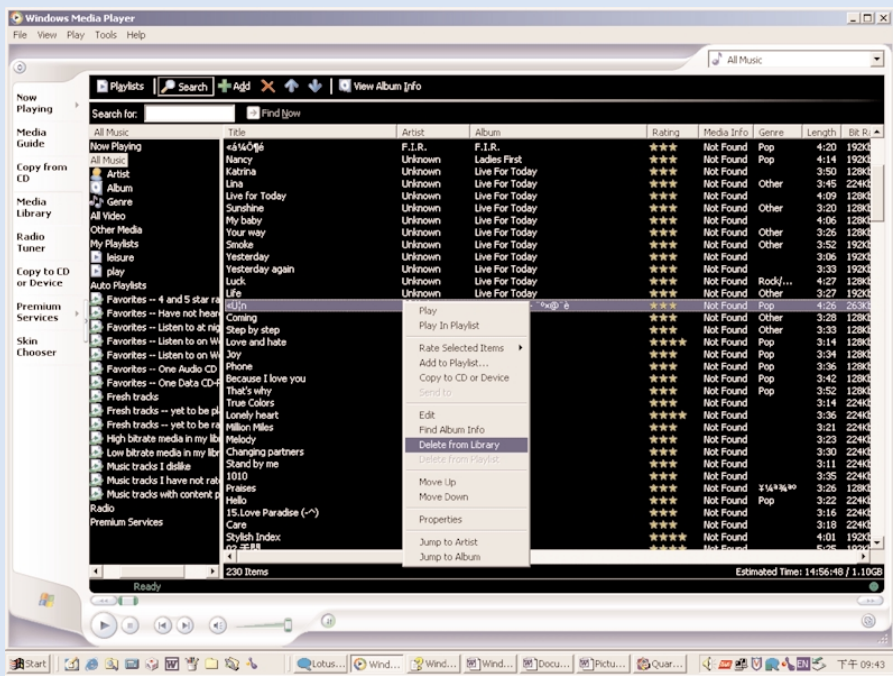 Windows Media Player
File View Play Tools Help
All Music
Playlists Search Add View Album Info
Search for: Find Now
Now Playing
Media Guide
Copy from CD
Media Library
Radio Tuner
Copy to CD or Device
Premium Services
Skin Chooser
All Music
Now Playing
All Music
Artist
Album
Genre
All Video
Other Media
My Playlists
leisure
play
Auto Playlists
Favorites -- 4 and 5 star ra
Favorites -- Have not hear
Favorites -- Listen to at nig
Favorites -- Listen to on W
Favorites -- Listen to on W
Favorites -- One Audio CD
Favorites -- One Data CD-F
Fresh tracks
Fresh tracks -- yet to be pl
Fresh tracks -- yet to be ra
High bitrate media in my lib
Low bitrate media in my libr
Music tracks I dislike
Music tracks I have not rat
Music tracks with content p
Radio
Premium Services
Title Artist Album Rating Media Info Genre Length Bit Ra
F.I.R. F.I.R. Not Found Pop 4:20 192Kb
Nancy Unknown Ladies First Not Found Pop 4:14 192Kb
Katrina Unknown Live For Today Not Found 3:50 128Kb
Lina Unknown Live For Today Not Found Other 3:45 224Kb
Live for Today Unknown Live For Today Not Found 4:09 128Kb
Sunshine Unknown Live For Today Not Found Other 3:20 128Kb
My baby Unknown Live For Today Not Found 4:06 128Kb
Your way Unknown Live For Today Not Found Other 3:26 128Kb
Smoke Unknown Live For Today Not Found Other 3:52 192Kb
Yesterday Unknown Live For Today Not Found 3:06 192Kb
Yesterday again Unknown Live For Today Not Found 3:33 192Kb
Luck Unknown Live For Today Not Found Rock/... 4:27 128Kb
Life Unknown Live For Today Not Found Other 3:27 192Kb
Not Found Pop 4:26 263Kb
Coming Not Found Other 3:28 128Kb
Step by step Not Found Other 3:33 128Kb
Love and hate Not Found Pop 3:14 128Kb
Joy Not Found Pop 3:34 128Kb
Phone Not Found Pop 3:36 128Kb
Because I love you Not Found Pop 3:42 128Kb
That's why Not Found Pop 3:52 128Kb
True Colors Not Found 3:14 224Kb
Lonely heart Not Found 3:36 224Kb
Million Miles Not Found 3:21 224Kb
Melody Not Found 3:23 224Kb
Changing partners Not Found 3:30 224Kb
Stand by me Not Found 3:11 224Kb
1010 Not Found 3:35 224Kb
Praises Not Found 3:26 128Kb
Hello Not Found Pop 3:22 224Kb
15.Love Paradise (-^) Not Found 3:16 224Kb
Care Not Found 3:18 224Kb
Stylish Index Not Found 4:01 192Kb
Not Found 5:25 192Kb
Play
Play In Playlist
Rate Selected Items
Add to Playlist...
Copy to CD or Device
Send to
Edit
Find Album Info
Delete from Library
Delete from Playlist
Move Up
Move Down
Properties
Jump to Artist
Jump to Album
230 Items Estimated Time: 14:56:48 / 1.10GB
Ready
Start Lotus... Wind... Wind... Wind... Docu... Pictu... Quar... EN 下午 09:43